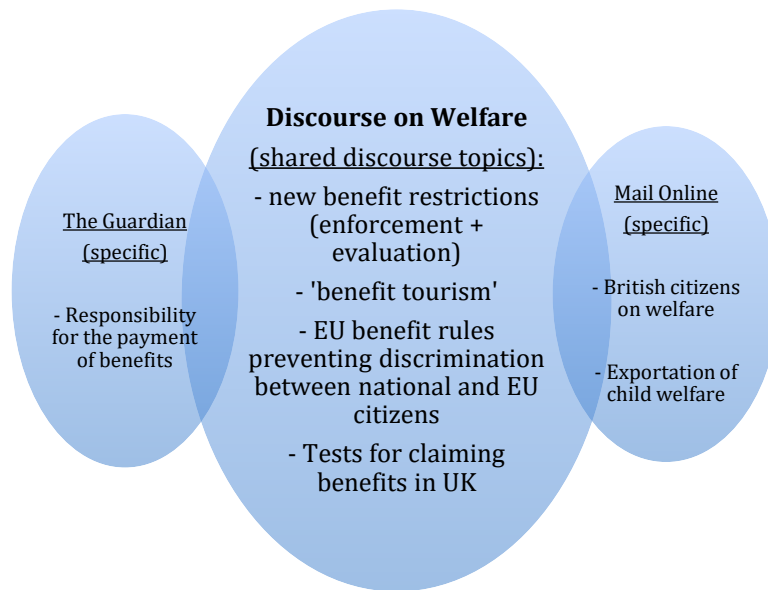 The Guardian
(specific)
- Responsibility
for the payment
of benefits
Discourse on Welfare
(shared discourse topics):
- new benefit restrictions
(enforcement +
evaluation)
- 'benefit tourism'
- EU benefit rules
preventing discrimination
between national and EU
citizens
- Tests for claiming
benefits in UK
Mail Online
(specific)
- British citizens
on welfare
- Exportation of
child welfare